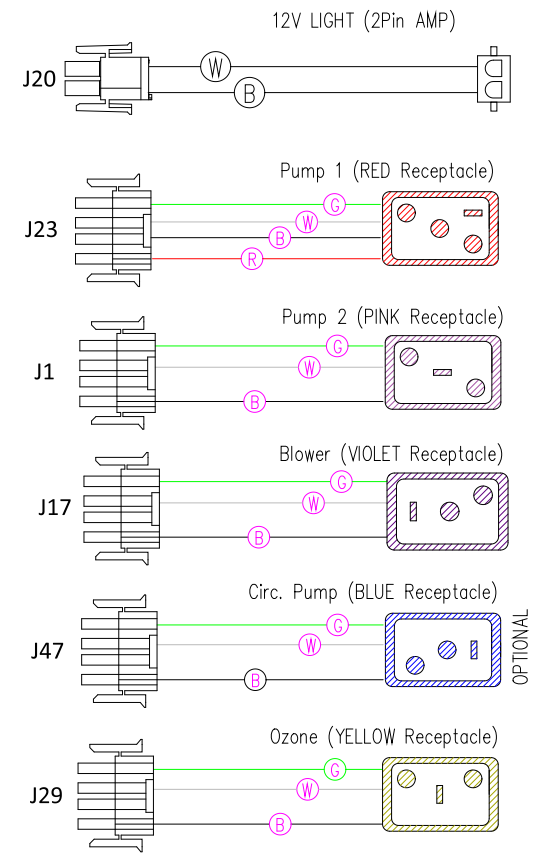 12V LIGHT (2Pin AMP)
J20
W
B
Pump 1 (RED Receptacle)
J23
G
W
B
R
Pump 2 (PINK Receptacle)
J1
G
W
B
Blower (VIOLET Receptacle)
J17
G
W
B
Circ. Pump (BLUE Receptacle)
J47
G
W
B
OPTIONAL
Ozone (YELLOW Receptacle)
J29
G
W
B